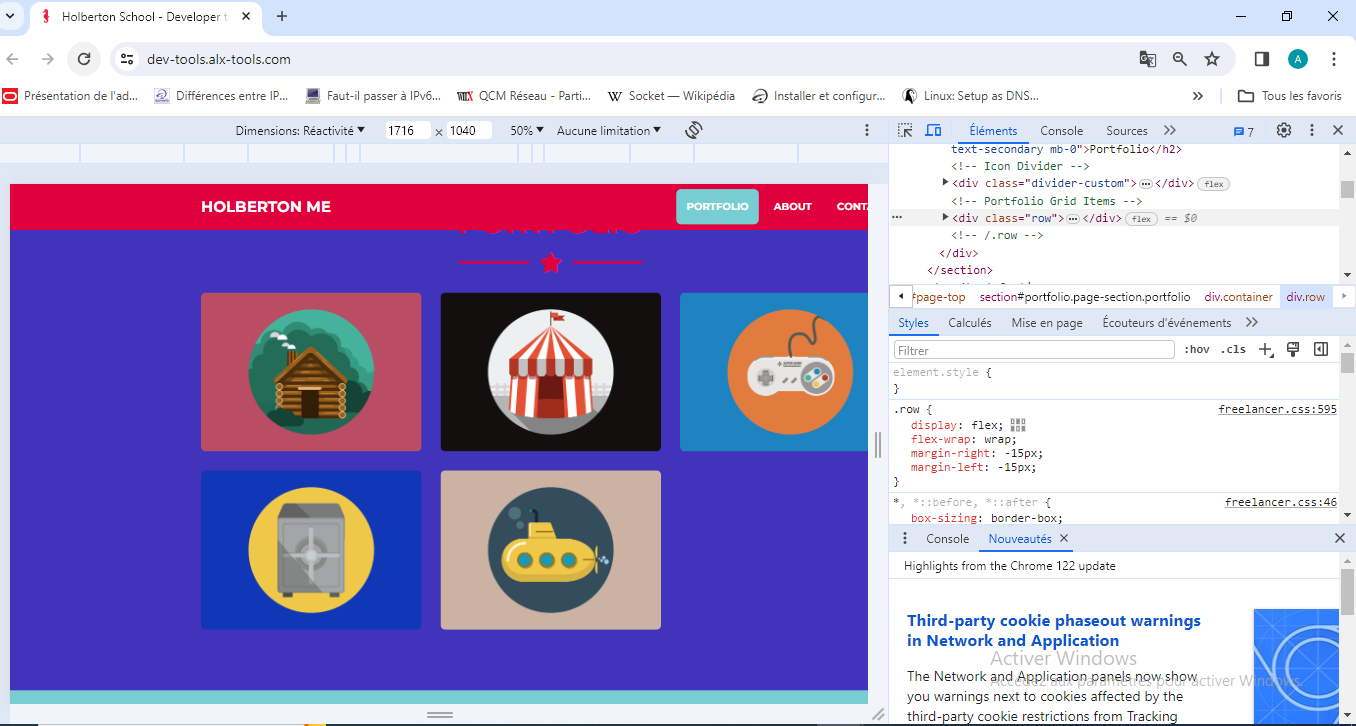 Holberton School - Developer t
dev-tools.alx-tools.com
A
Présentation de l'ad...
Différences entre IP...
Faut-il passer à IPv6...
QCM Réseau - Parti...
Socket — Wikipédia
Installer et configur...
Linux: Setup as DNS...
Tous les favoris
Dimensions: Réactivité
1716 × 1040
50%
Aucune limitation
HOLBERTON ME
PORTFOLIO
ABOUT
CONT
Éléments
Console
Sources
7
text-secondary mb-0">Portfolio</h2>
<!-- Icon Divider -->
<div class="divider-custom"> </div> flex
<!-- Portfolio Grid Items -->
<div class="row"> </div> flex == $0
<!-- /.row -->
</div>
</section>
#page-top
section#portfolio.page-section.portfolio
div.container
div.row
Styles
Calculés
Mise en page
Écouteurs d'événements
Filtrer
:hov .cls
element.style {
}
.row { freelancer.css:595
display: flex;
flex-wrap: wrap;
margin-right: -15px;
margin-left: -15px;
}
*, *::before, *::after { freelancer.css:46
box-sizing: border-box;
Console
Nouveautés
Highlights from the Chrome 122 update
Third-party cookie phaseout warnings
in Network and Application
The Network and Application panels now show
you warnings next to cookies affected by the
third-party cookie restrictions from Tracking
Activer Windows
Accédez aux paramètres pour activer Windows.